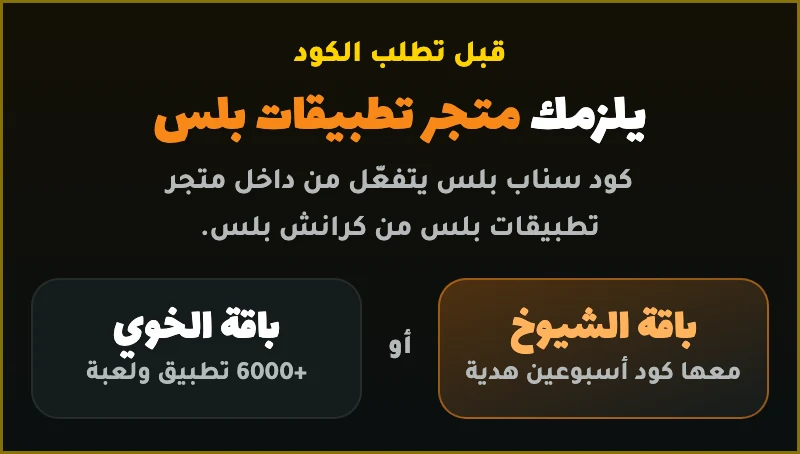 قبل تطلب الكود
يلزمك متجر تطبيقات بلس
كود سناب بلس يتفعّل من داخل متجر
تطبيقات بلس من كرانش بلس.
باقة الشيوخ
معها كود أسبوعين هدية
أو
باقة الخوي
+6000 تطبيق ولعبة